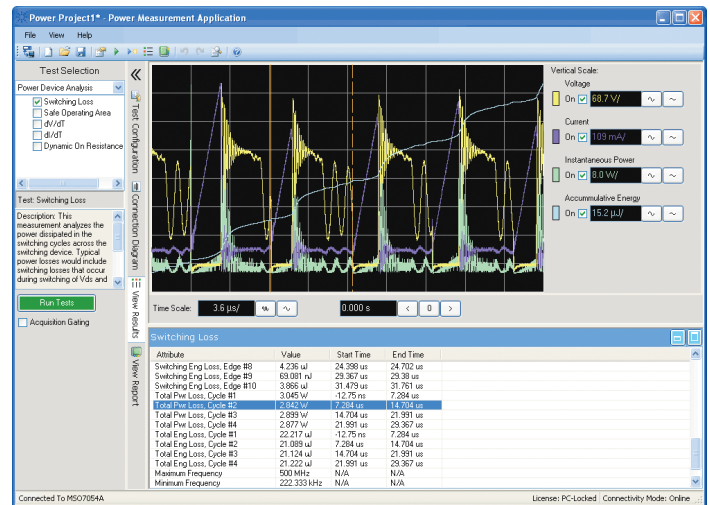 Power Project1* - Power Measurement Application
File View Help
Test Selection
Power Device Analysis
Switching Loss
Safe Operating Area
dV/dT
dI/dT
Dynamic On Resistance
Test: Switching Loss
Description: This
measurement analyzes the
power dissipated in the
switching cycles across the
switching device. Typical
power losses would include
switching losses that occur
during switching of Vds and
Run Tests
Acquisition Gating
Test Configuration
Connection Diagram
View Results
View Report
Vertical Scale:
Voltage
On 68.7 V/
Current
On 109 mA/
Instantaneous Power
On 8.0 W/
Accummulative Energy
On 15.2 µJ/
Time Scale: 3.6 µs/ 0.000 s < 0 >
Switching Loss
Attribute Value Start Time End Time
Switching Eng Loss, Edge #8 4.236 uJ 24.398 us 24.702 us
Switching Eng Loss, Edge #9 69.081 nJ 29.367 us 29.38 us
Switching Eng Loss, Edge #10 3.866 uJ 31.479 us 31.761 us
Total Pwr Loss, Cycle #1 3.045 W -12.75 ns 7.284 us
Total Pwr Loss, Cycle #2 2.842 W 7.284 us 14.704 us
Total Pwr Loss, Cycle #3 2.899 W 14.704 us 21.991 us
Total Pwr Loss, Cycle #4 2.877 W 21.991 us 29.367 us
Total Eng Loss, Cycle #1 22.217 uJ -12.75 ns 7.284 us
Total Eng Loss, Cycle #2 21.089 uJ 7.284 us 14.704 us
Total Eng Loss, Cycle #3 21.124 uJ 14.704 us 21.991 us
Total Eng Loss, Cycle #4 21.222 uJ 21.991 us 29.367 us
Maximum Frequency 500 MHz N/A N/A
Minimum Frequency 222.333 kHz N/A N/A
Connected To MSO7054A
License: PC-Locked Connectivity Mode: Online